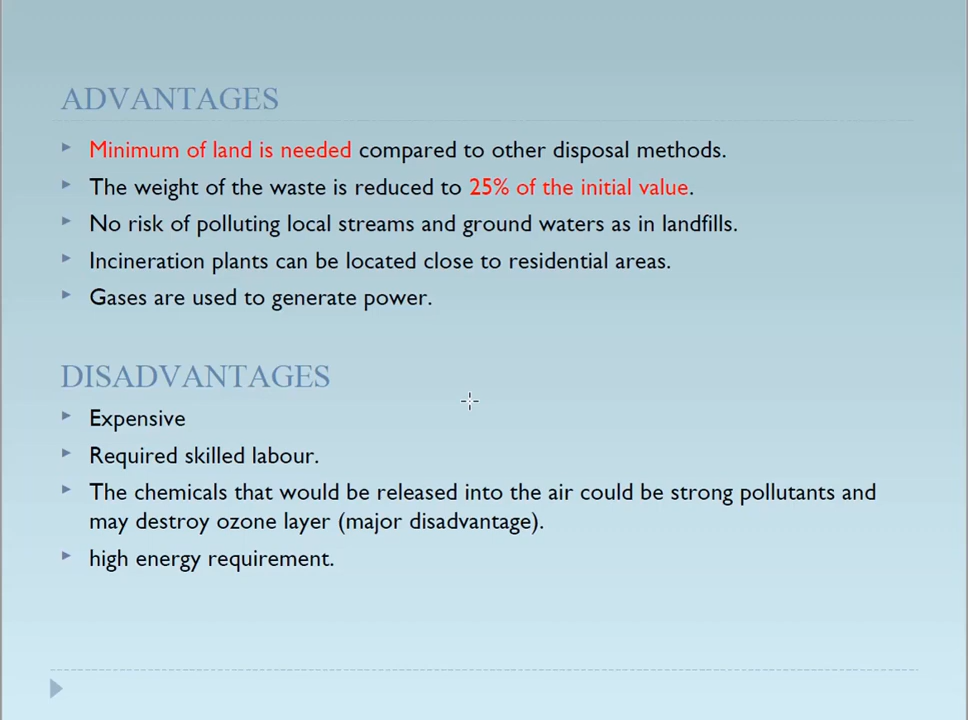 ADVANTAGES
Minimum of land is needed compared to other disposal methods.
The weight of the waste is reduced to 25% of the initial value.
No risk of polluting local streams and ground waters as in landfills.
Incineration plants can be located close to residential areas.
Gases are used to generate power.
DISADVANTAGES
Expensive
Required skilled labour.
The chemicals that would be released into the air could be strong pollutants and
may destroy ozone layer (major disadvantage).
high energy requirement.